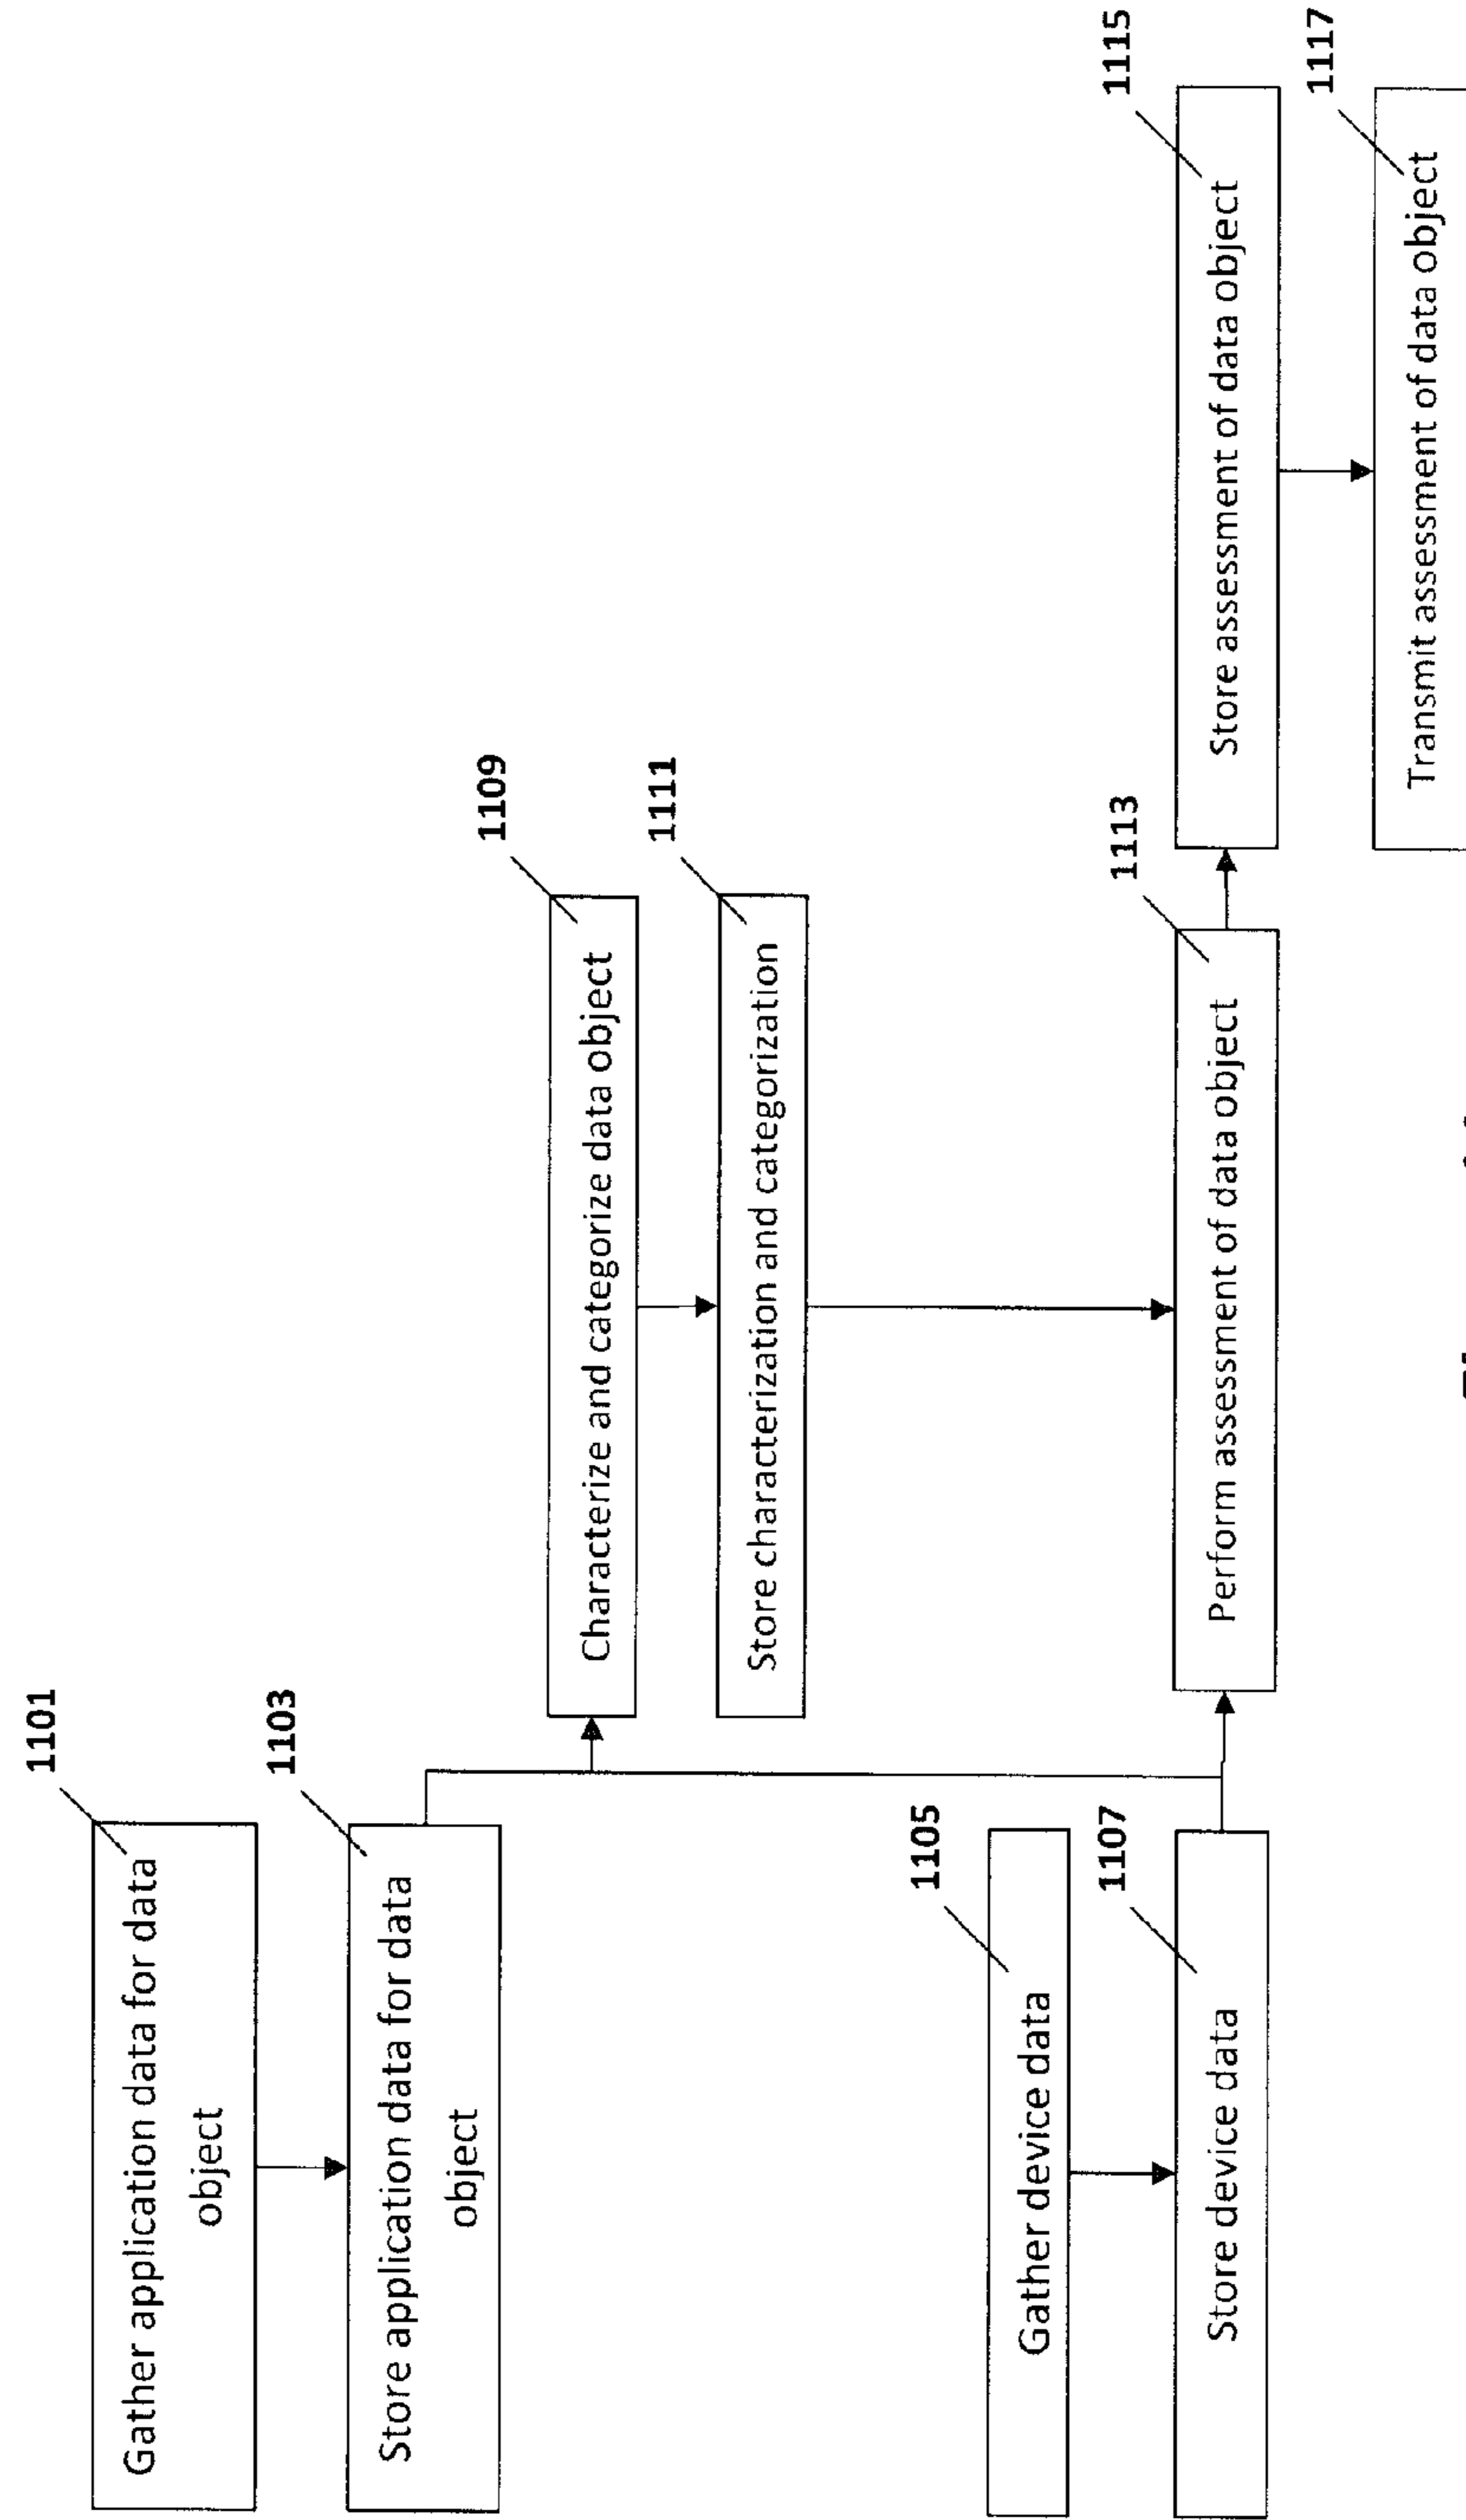 1101
Gather application data for data
object
1103
Store application data for data
object
1105
Gather device data
1107
Store device data
1109
Characterize and categorize data object
1111
Store characterization and categorization
1113
Perform assessment of data object
1115
Store assessment of data object
1117
Transmit assessment of data object